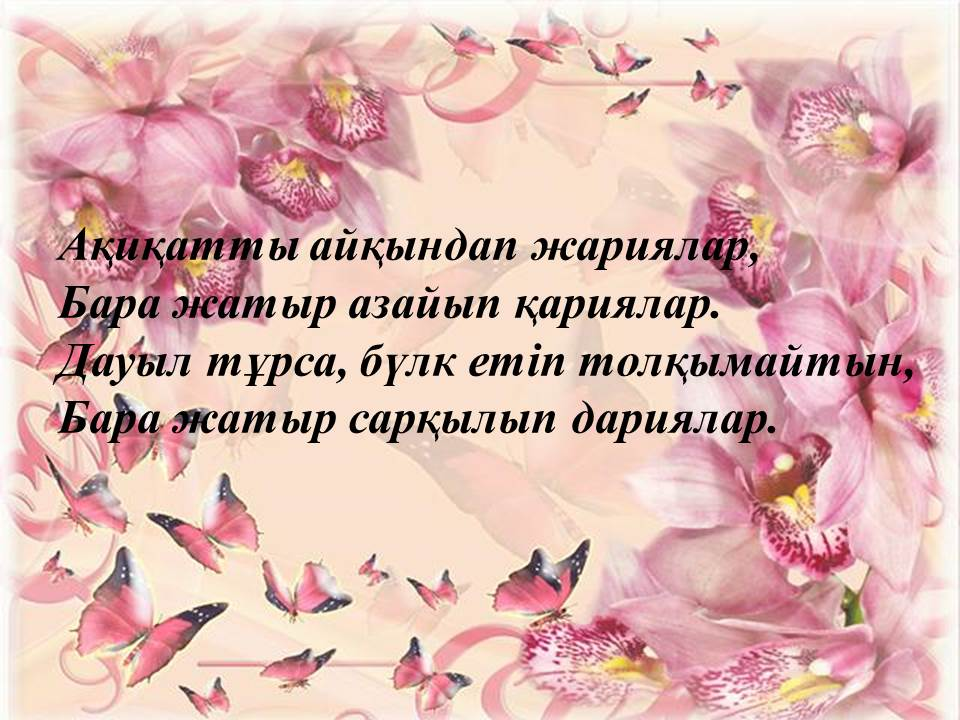 Ақиқатты айқындап жариялар,
Бара жатыр азайып қариялар.
Дауыл тұрса, бүлк етіп толқымайтын,
Бара жатыр сарқылып дариялар.